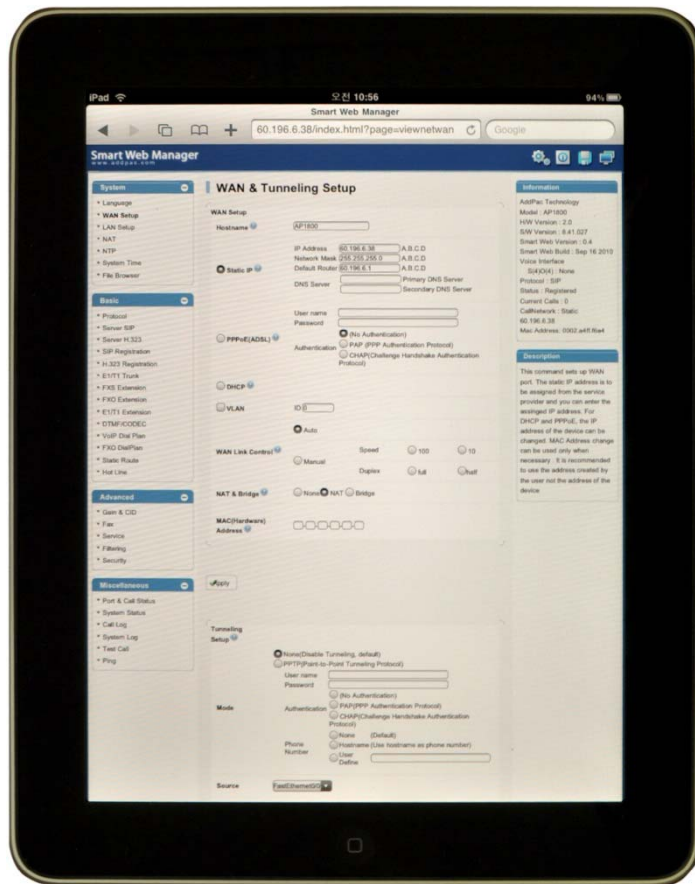 iPad
오전 10:56
94%
Smart Web Manager
60.196.6.38/index.html?page=viewnetwan
Google
Smart Web Manager
www.addpac.com
System
Language
WAN Setup
LAN Setup
NAT
NTP
System Time
File Browser
Basic
Protocol
Server SIP
Server H.323
SIP Registration
H.323 Registration
E1/T1 Trunk
FXS Extension
FXO Extension
E1/T1 Extension
DTMF/CODEC
VoIP Dial Plan
FXO DialPlan
Static Route
Hot Line
Advanced
Gain & CID
Fax
Service
Filtering
Security
Miscellaneous
Port & Call Status
System Status
Call Log
System Log
Test Call
Ping
WAN & Tunneling Setup
WAN Setup
Hostname AP1800
Static IP
IP Address 60.196.6.38 A,B,C,D
Network Mask 255.255.255.0 A,B,C,D
Default Router 60.196.6.1 A,B,C,D
DNS Server
Primary DNS Server
Secondary DNS Server
PPPoE(ADSL)
User name
Password
Authentication
(No Authentication)
PAP (PPP Authentication Protocol)
CHAP(Challenge Handshake Authentication
Protocol)
DHCP
VLAN ID 0
WAN Link Control
Auto
Manual
Speed 100 10
Duplex full half
NAT & Bridge None NAT Bridge
MAC(Hardware)
Address
Apply
Tunneling
Setup
Mode
None(Disable Tunneling, default)
PPTP(Point-to-Point Tunneling Protocol)
User name
Password
Authentication
(No Authentication)
PAP(PPP Authentication Protocol)
CHAP(Challenge Handshake Authentication
Protocol)
Phone
Number
None (Default)
Hostname (Use hostname as phone number)
User
Define
Source FastEthernet0/0
Information
AddPac Technology
Model : AP1800
H/W Version : 2.0
S/W Version : 8.41.027
Smart Web Version : 0.4
Smart Web Build : Sep 16 2010
Voice Interface
S(4)O(4) : None
Protocol : SIP
Status : Registered
Current Calls : 0
CallNetwork : Static
60.196.6.38
Mac Address:
Description
This command sets up WAN
port. The static IP address is to
be assigned from the service
provider and you can enter the
assinged IP address. For
DHCP and PPPoE, the IP
address of the device can be
changed. MAC Address change
can be used only when
necessary . It is recommended
to use the address created by
the user not the address of the
device